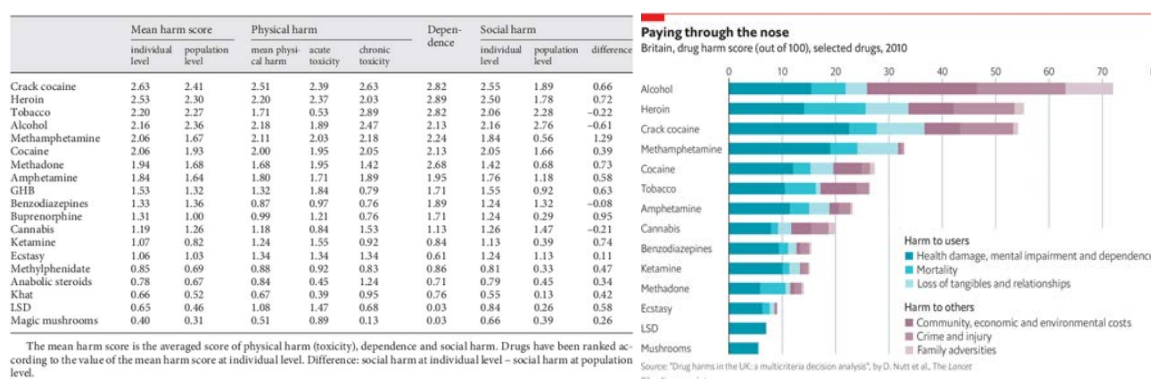 Mean harm score Physical harm Depen-dence Social harm
individual level population level mean physi-cal harm acute toxicity chronic toxicity individual level population level difference
Crack cocaine 2.63 2.41 2.51 2.39 2.63 2.82 2.55 1.89 0.66
Heroin 2.53 2.30 2.20 2.37 2.03 2.89 2.50 1.78 0.72
Tobacco 2.20 2.27 1.71 0.53 2.89 2.82 2.06 2.28 –0.22
Alcohol 2.16 2.36 2.18 1.89 2.47 2.13 2.16 2.76 –0.61
Methamphetamine 2.06 1.67 2.11 2.03 2.18 2.24 1.84 0.56 1.29
Cocaine 2.06 1.93 2.00 1.95 2.05 2.13 2.05 1.66 0.39
Methadone 1.94 1.68 1.68 1.95 1.42 2.68 1.42 0.68 0.73
Amphetamine 1.84 1.64 1.80 1.71 1.89 1.95 1.76 1.18 0.58
GHB 1.53 1.32 1.32 1.84 0.79 1.71 1.55 0.92 0.63
Benzodiazepines 1.33 1.36 0.87 0.97 0.76 1.89 1.24 1.32 –0.08
Buprenorphine 1.31 1.00 0.99 1.21 0.76 1.71 1.24 0.29 0.95
Cannabis 1.19 1.26 1.18 0.84 1.53 1.13 1.26 1.47 –0.21
Ketamine 1.07 0.82 1.24 1.55 0.92 0.84 1.13 0.39 0.74
Ecstasy 1.06 1.03 1.34 1.34 1.34 0.61 1.24 1.13 0.11
Methylphenidate 0.85 0.69 0.88 0.92 0.83 0.86 0.81 0.33 0.47
Anabolic steroids 0.78 0.67 0.84 0.45 1.24 0.71 0.79 0.45 0.34
Khat 0.66 0.52 0.67 0.39 0.95 0.76 0.55 0.13 0.42
LSD 0.65 0.46 1.08 1.47 0.68 0.03 0.84 0.26 0.58
Magic mushrooms 0.40 0.31 0.51 0.89 0.13 0.03 0.66 0.39 0.26
The mean harm score is the averaged score of physical harm (toxicity), dependence and social harm. Drugs have been ranked ac-
cording to the value of the mean harm score at individual level. Difference: social harm at individual level – social harm at population
level.
Paying through the nose
Britain, drug harm score (out of 100), selected drugs, 2010
0 10 20 30 40 50 60 70
Alcohol
Heroin
Crack cocaine
Methamphetamine
Cocaine
Tobacco
Amphetamine
Cannabis
Benzodiazepines
Ketamine
Methadone
Ecstasy
LSD
Mushrooms
Harm to users
Health damage, mental impairment and dependence
Mortality
Loss of tangibles and relationships
Harm to others
Community, economic and environmental costs
Crime and injury
Family adversities
Source: "Drug harms in the UK: a multicriteria decision analysis", by D. Nutt et al., The Lancet